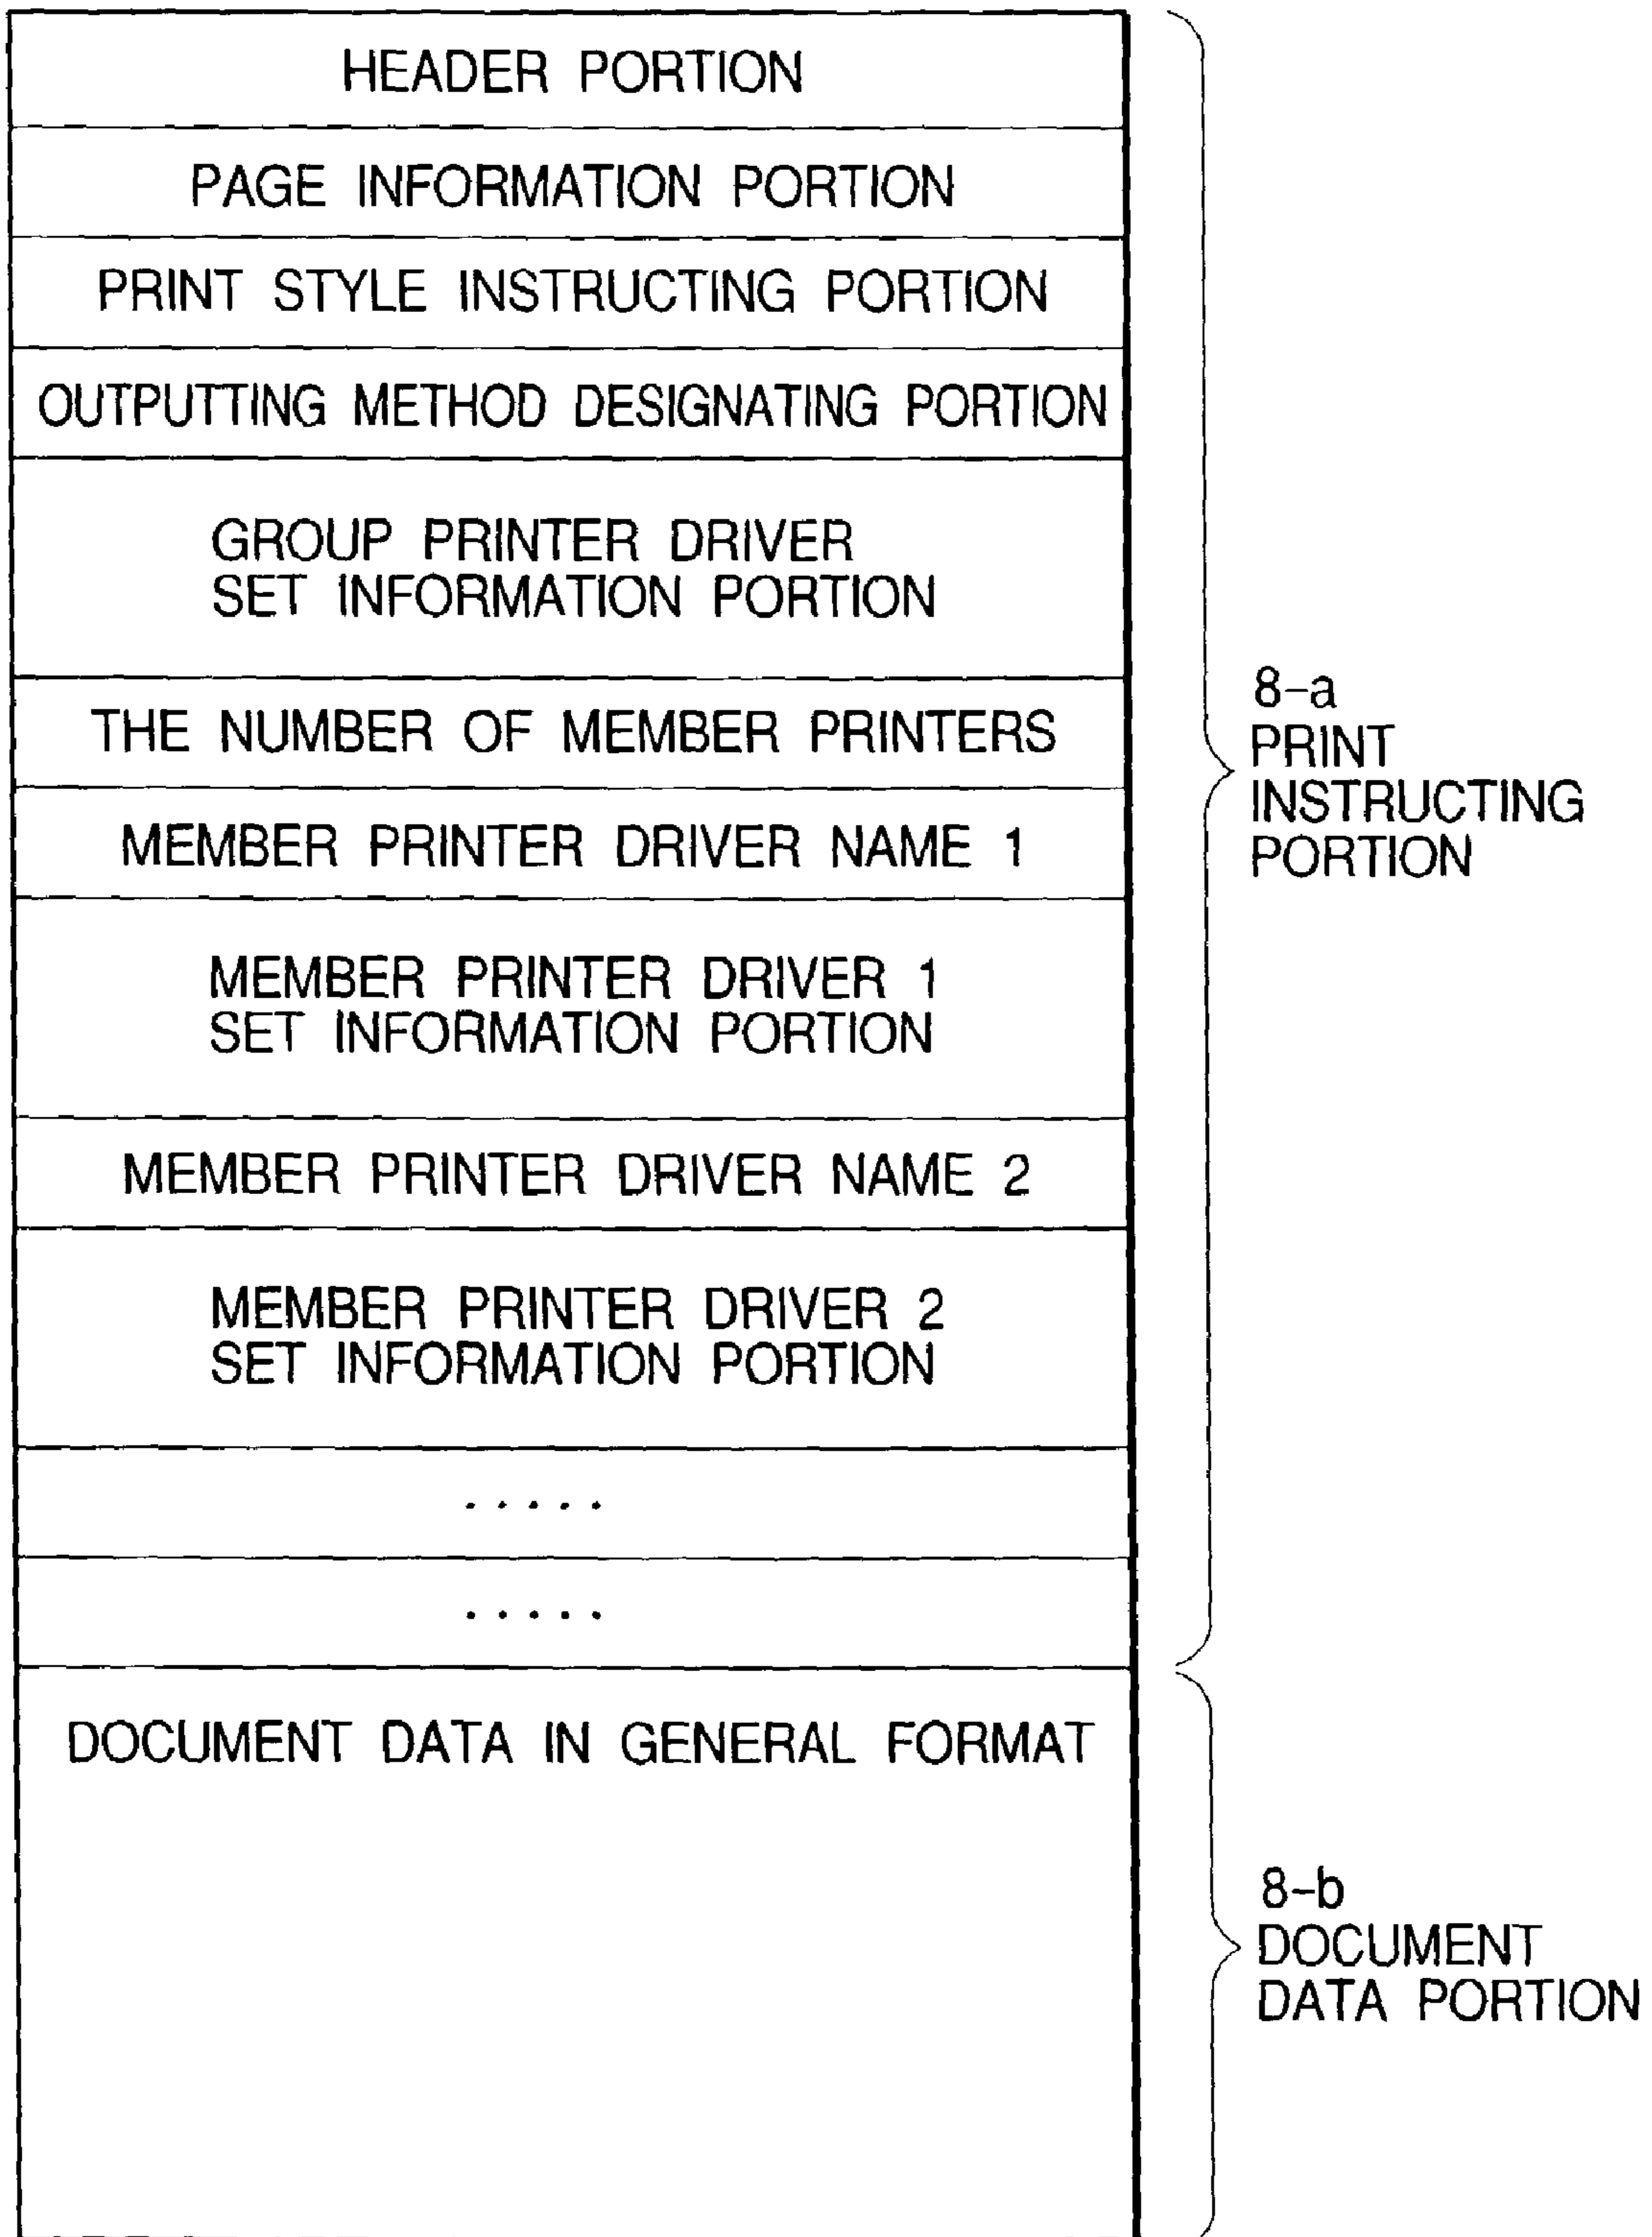 HEADER PORTION
PAGE INFORMATION PORTION
PRINT STYLE INSTRUCTING PORTION
OUTPUTTING METHOD DESIGNATING PORTION
GROUP PRINTER DRIVER
SET INFORMATION PORTION
THE NUMBER OF MEMBER PRINTERS
MEMBER PRINTER DRIVER NAME 1
MEMBER PRINTER DRIVER 1
SET INFORMATION PORTION
MEMBER PRINTER DRIVER NAME 2
MEMBER PRINTER DRIVER 2
SET INFORMATION PORTION
.....
.....
8-a
PRINT
INSTRUCTING
PORTION
DOCUMENT DATA IN GENERAL FORMAT
8-b
DOCUMENT
DATA PORTION